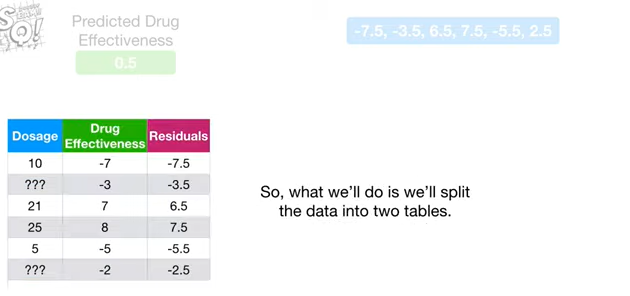 Predicted Drug
Effectiveness
0.5
-7.5, -3.5, 6.5, 7.5, -5.5, 2.5
Dosage Drug Effectiveness Residuals
10 -7 -7.5
??? -3 -3.5
21 7 6.5
25 8 7.5
5 -5 -5.5
??? -2 -2.5
So, what we'll do is we'll split
the data into two tables.